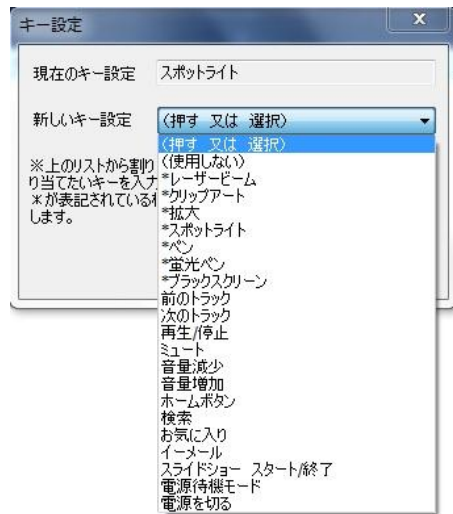 キー設定
x
現在のキー設定 スポットライト
新しいキー設定 (押す 又は 選択)
(押す 又は 選択)
(使用しない)
*レーザービーム
*クリップアート
*拡大
*スポットライト
*ペン
*蛍光ペン
*ブラックスクリーン
前のトラック
次のトラック
再生/停止
ミュート
音量減少
音量増加
ホームボタン
検索
お気に入り
イーメール
スライドショー スタート/終了
電源待機モード
電源を切る
※上のリストから割り
り当てたいキーを入力
*が表記されている
します。